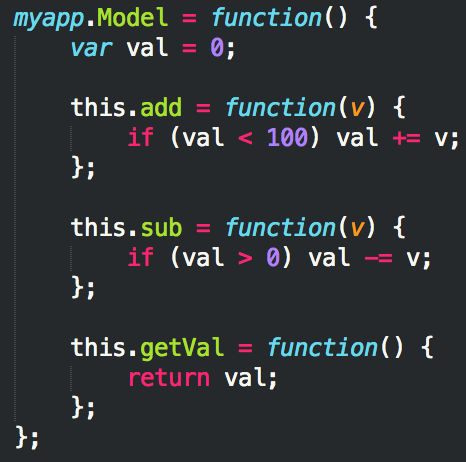 myapp.Model = function() {
    var val = 0;

    this.add = function(v) {
        if (val < 100) val += v;
    };

    this.sub = function(v) {
        if (val > 0) val -= v;
    };

    this.getVal = function() {
        return val;
    };
};